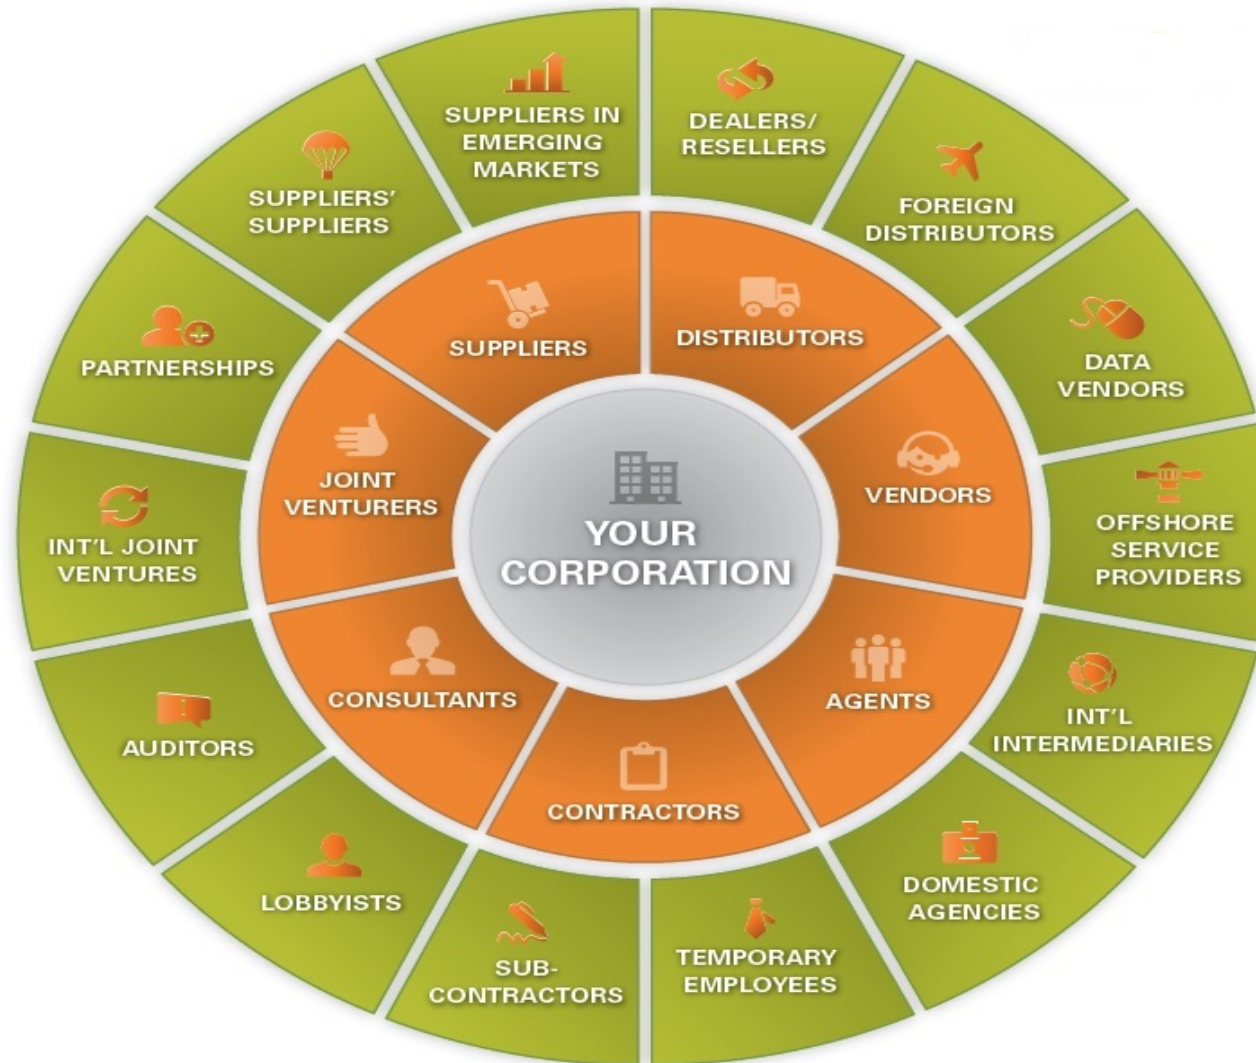 SUPPLIERS IN
EMERGING
MARKETS
DEALERS/
RESELLERS
FOREIGN
DISTRIBUTORS
DATA
VENDORS
OFFSHORE
SERVICE
PROVIDERS
INT'L
INTERMEDIARIES
DOMESTIC
AGENCIES
TEMPORARY
EMPLOYEES
SUB-
CONTRACTORS
LOBBYISTS
AUDITORS
INT'L JOINT
VENTURES
PARTNERSHIPS
SUPPLIERS'
SUPPLIERS
SUPPLIERS
DISTRIBUTORS
VENDORS
AGENTS
CONTRACTORS
CONSULTANTS
JOINT
VENTURERS
YOUR
CORPORATION